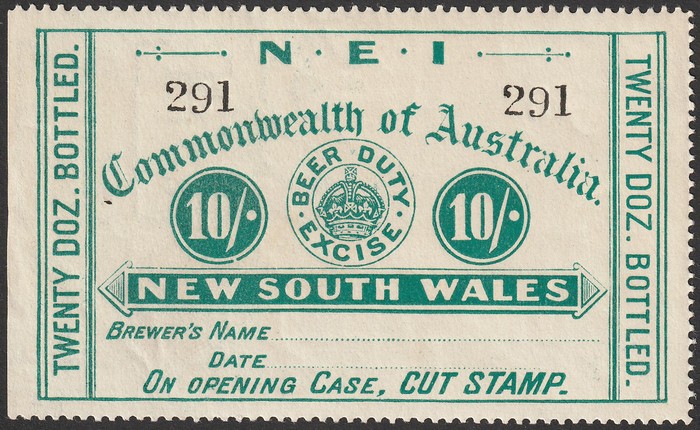 N·E·I
291 291
Commonwealth of Australia.
BEER DUTY·
EXCISE·
10/· 10/·
NEW SOUTH WALES
BREWER'S NAME
DATE
ON OPENING CASE, CUT STAMP.
TWENTY DOZ. BOTTLED.
TWENTY DOZ. BOTTLED.